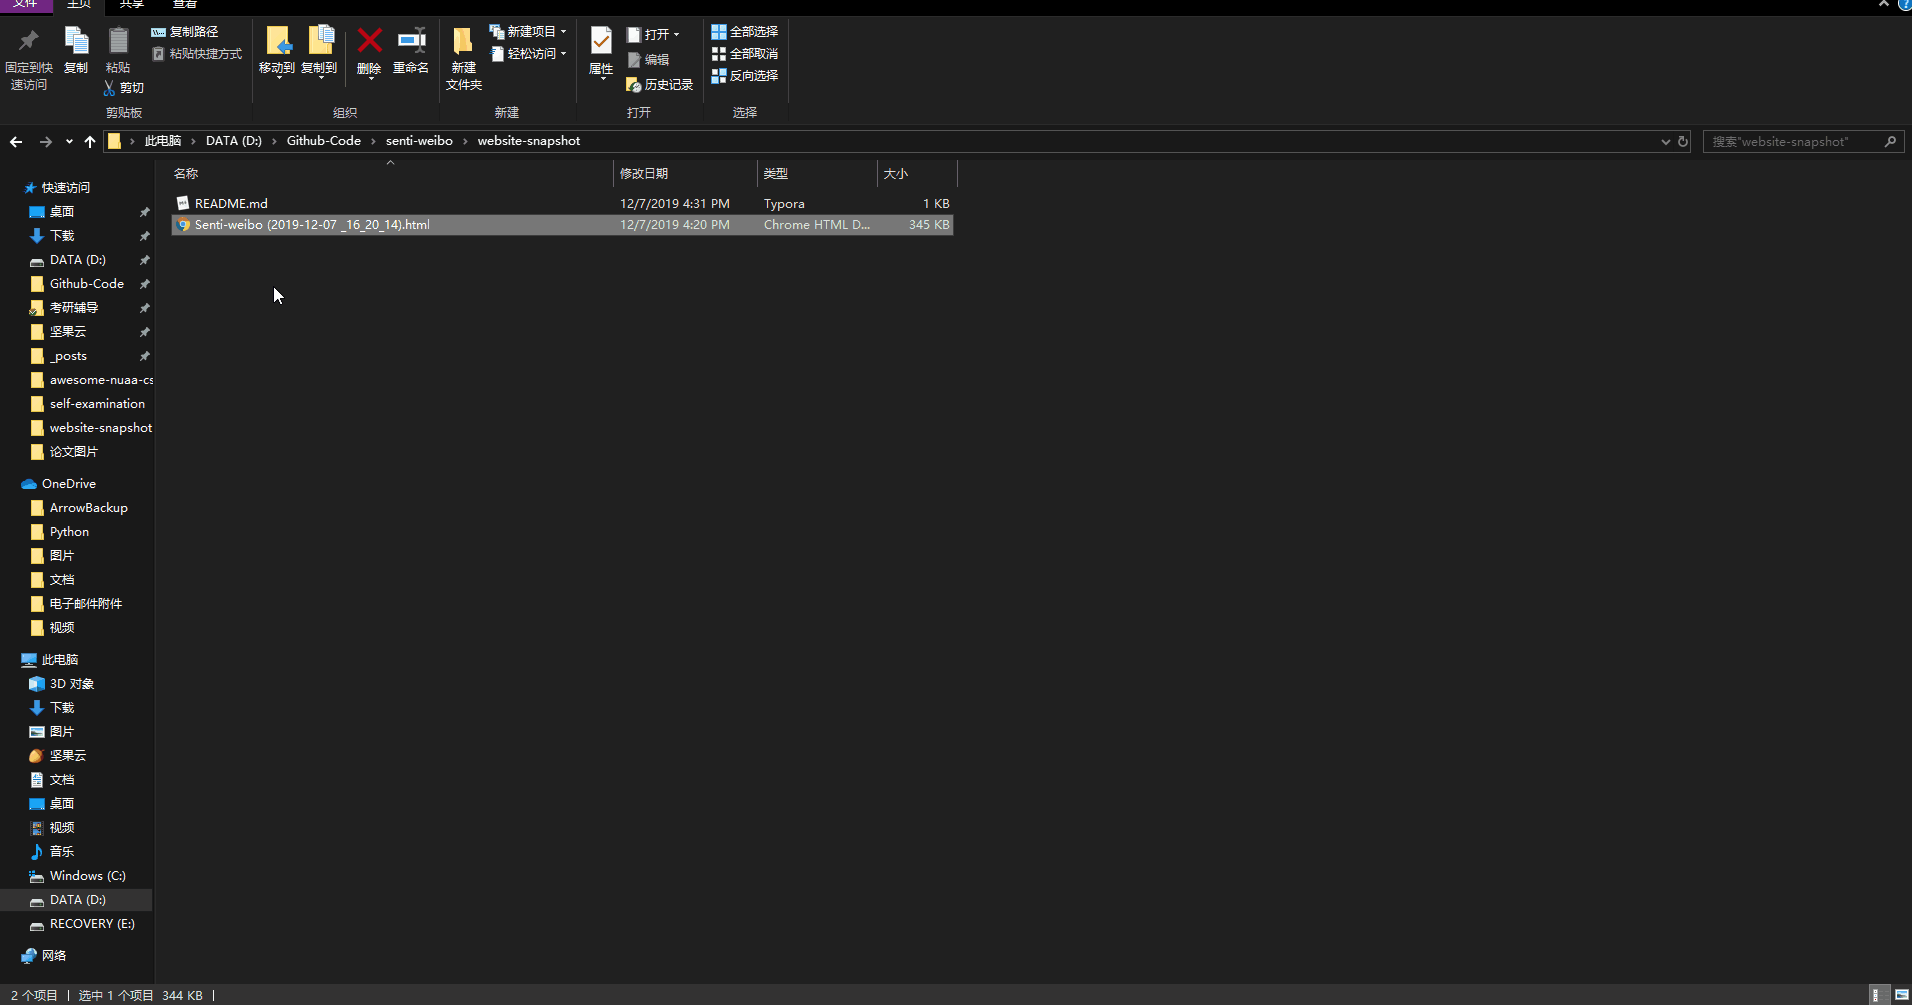 文件 主页 共享 查看
固定到快速访问
复制
粘贴
复制路径
粘贴快捷方式
剪切
移动到
复制到
删除
重命名
新建
文件夹
新建项目
轻松访问
属性
打开
编辑
历史记录
全部选择
全部取消
反向选择
剪贴板 组织 新建 打开 选择
此电脑 › DATA (D:) › Github-Code › senti-weibo › website-snapshot
搜索"website-snapshot"
名称 修改日期 类型 大小
README.md 12/7/2019 4:31 PM Typora 1 KB
Senti-weibo (2019-12-07 _16_20_14).html 12/7/2019 4:20 PM Chrome HTML D... 345 KB
快速访问
桌面
下载
DATA (D:)
Github-Code
考研辅导
坚果云
_posts
awesome-nuaa-cs
self-examination
website-snapshot
论文图片
OneDrive
ArrowBackup
Python
图片
文档
电子邮件附件
视频
此电脑
3D 对象
下载
图片
坚果云
文档
桌面
视频
音乐
Windows (C:)
DATA (D:)
RECOVERY (E:)
网络
2 个项目 | 选中 1 个项目 344 KB |